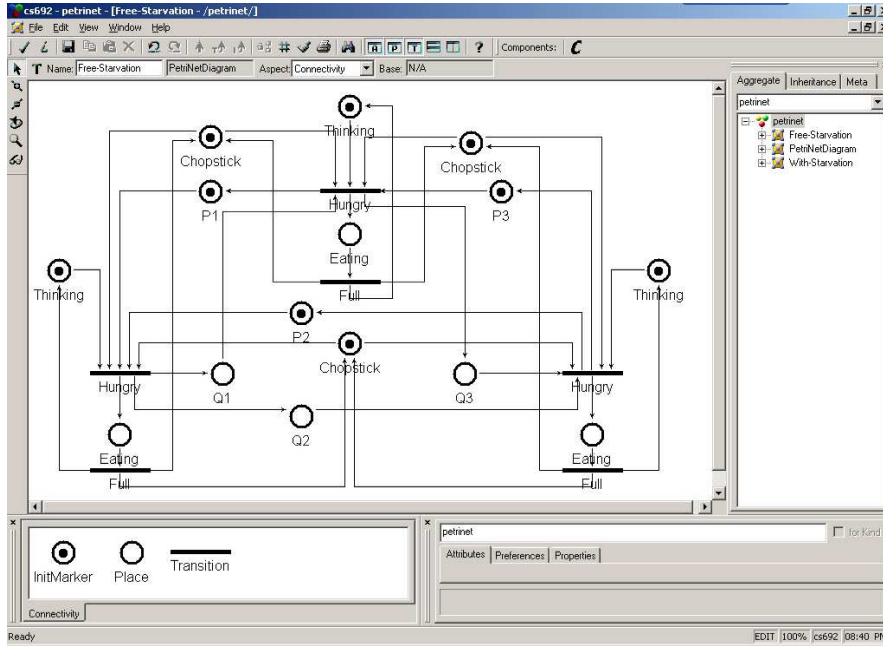 cs692 - petrinet - [Free-Starvation - /petrinet/]
File Edit View Window Help
Components:
Name: Free-Starvation PetriNetDiagram Aspect: Connectivity Base: N/A
Aggregate Inheritance Meta
petrinet
petrinet
Free-Starvation
PetriNetDiagram
With-Starvation
Thinking
Chopstick
Chopstick
P1
Hungry
P3
Eating
Thinking
Full
Thinking
P2
Chopstick
Hungry
Q1
Q3
Hungry
Q2
Eating
Eating
Full
Full
InitMarker
Place
Transition
Connectivity
petrinet
for Kind
Attributes Preferences Properties
Ready
EDIT 100% cs692 08:40 PM